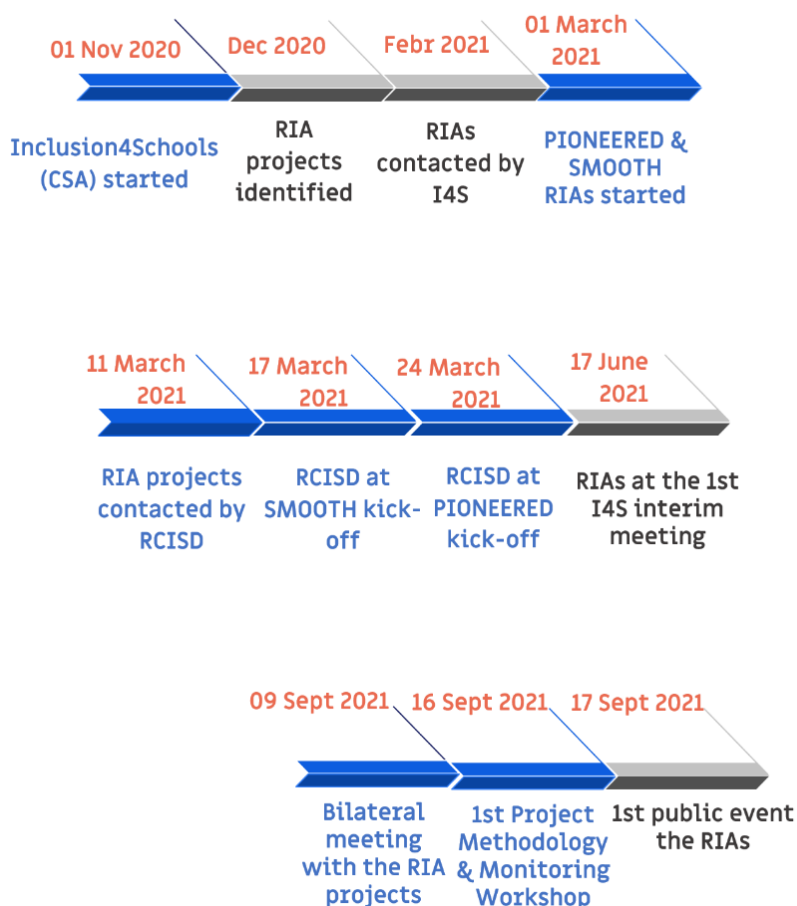 01 Nov 2020
Dec 2020
Febr 2021
01 March
2021
Inclusion4Schools
(CSA) started
RIA
projects
identified
RIAs
contacted by
I4S
PIONEERED &
SMOOTH
RIAs started
11 March
2021
17 March
2021
24 March
2021
17 June
2021
RIA projects
contacted by
RCISD
RCISD at
SMOOTH kick-
off
RCISD at
PIONEERED
kick-off
RIAs at the 1st
I4S interim
meeting
09 Sept 2021
16 Sept 2021
17 Sept 2021
Bilateral
meeting
with the RIA
projects
1st Project
Methodology
& Monitoring
Workshop
1st public event
the RIAs